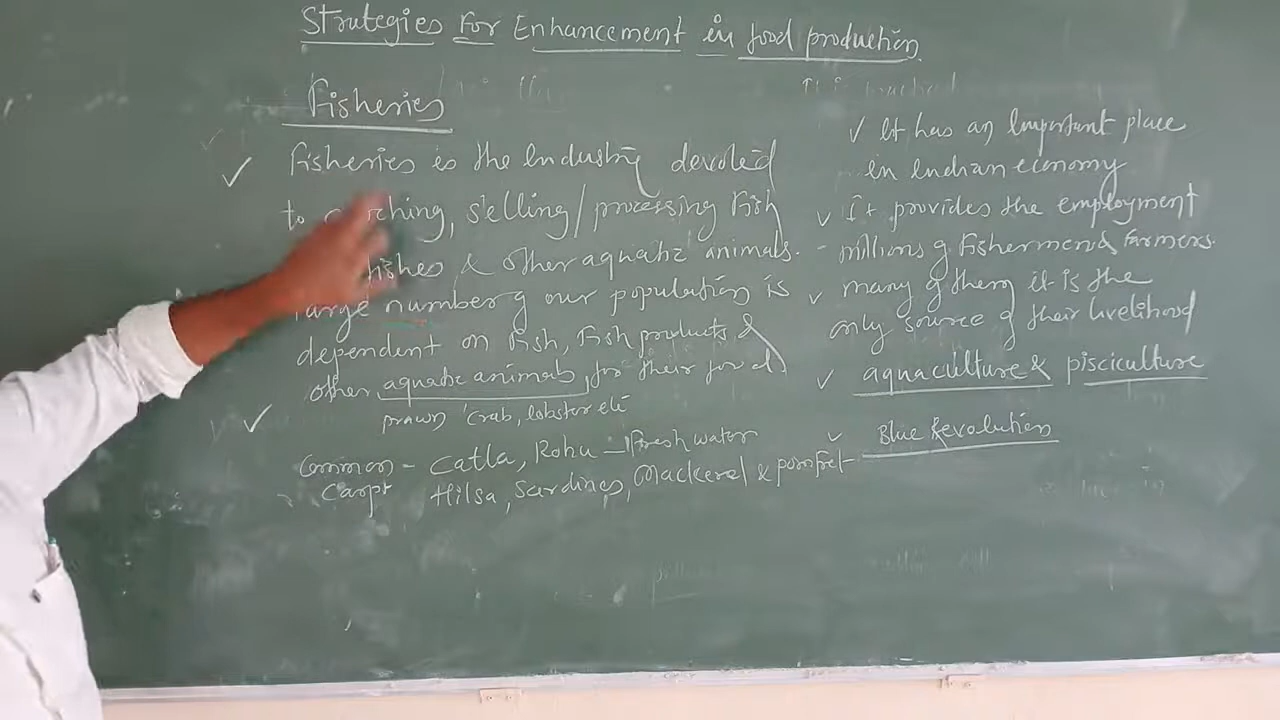 Strategies For Enhancement in food production
Fisheries
Fisheries is the Industry devoted
to ching, selling/processing Fish
fishes & other aquatic animals.
large number of our population is
dependent on Fish, Fish products &
other aquatic animals, for their food
prawn, crab, lobster etc
Common - Catla, Rohu - Fresh water
Carp Hilsa, Sardines, Mackerel & pomfret
✓ It has an Important place
in Indian economy
✓ It provides the employment
- millions of Fishermen & farmers.
✓ many of them it is the
only source of their livelihood
✓ aquaculture & pisciculture
✓ Blue Revolution